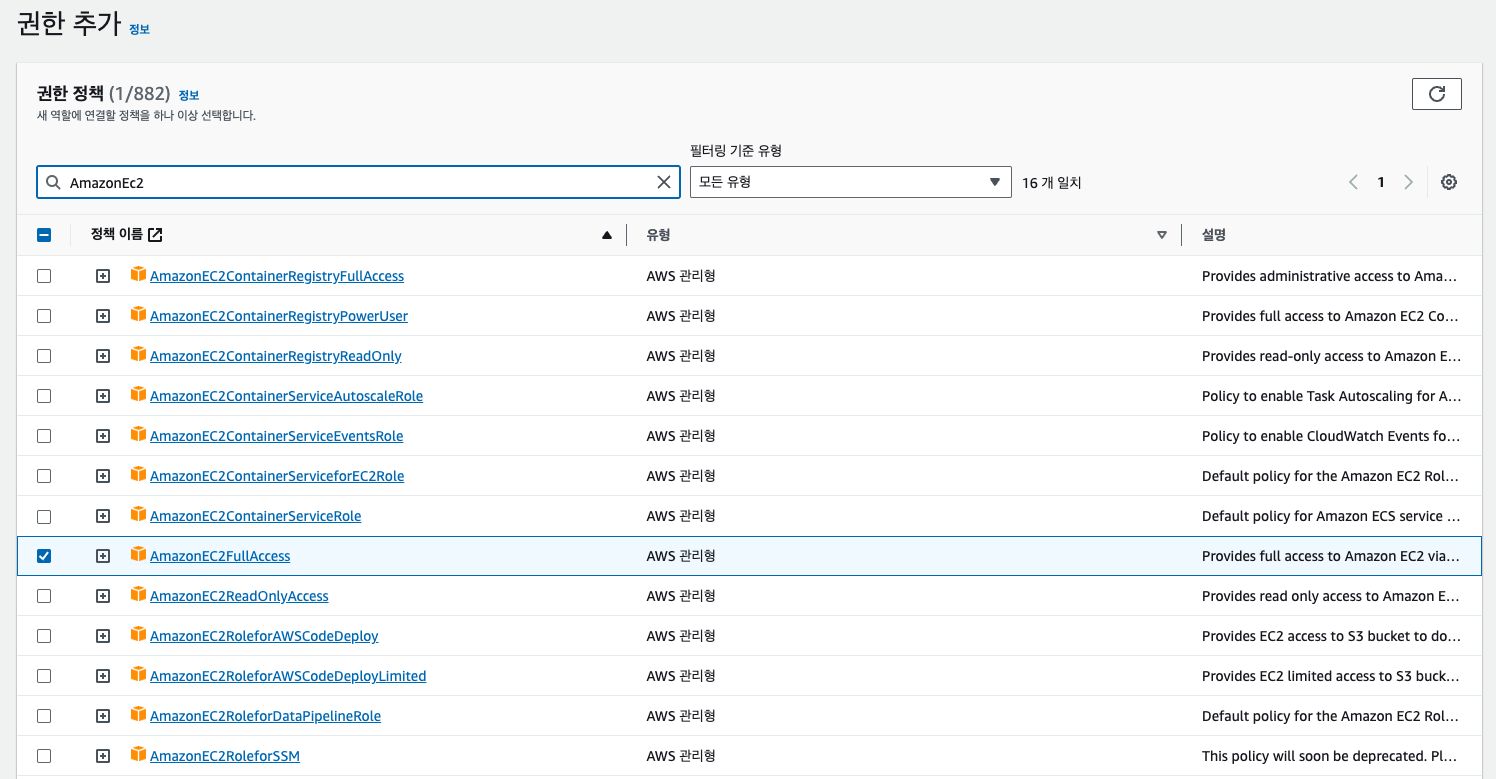 권한 추가 정보
권한 정책 (1/882) 정보
새 역할에 연결할 정책을 하나 이상 선택합니다.
필터링 기준 유형
AmazonEc2 모든 유형 16 개 일치 1
정책 이름 유형 설명
AmazonEC2ContainerRegistryFullAccess AWS 관리형 Provides administrative access to Ama…
AmazonEC2ContainerRegistryPowerUser AWS 관리형 Provides full access to Amazon EC2 Co…
AmazonEC2ContainerRegistryReadOnly AWS 관리형 Provides read-only access to Amazon E…
AmazonEC2ContainerServiceAutoscaleRole AWS 관리형 Policy to enable Task Autoscaling for A…
AmazonEC2ContainerServiceEventsRole AWS 관리형 Policy to enable CloudWatch Events fo…
AmazonEC2ContainerServiceforEC2Role AWS 관리형 Default policy for the Amazon EC2 Rol…
AmazonEC2ContainerServiceRole AWS 관리형 Default policy for Amazon ECS service …
AmazonEC2FullAccess AWS 관리형 Provides full access to Amazon EC2 via…
AmazonEC2ReadOnlyAccess AWS 관리형 Provides read only access to Amazon E…
AmazonEC2RoleforAWSCodeDeploy AWS 관리형 Provides EC2 access to S3 bucket to do…
AmazonEC2RoleforAWSCodeDeployLimited AWS 관리형 Provides EC2 limited access to S3 buck…
AmazonEC2RoleforDataPipelineRole AWS 관리형 Default policy for the Amazon EC2 Rol…
AmazonEC2RoleforSSM AWS 관리형 This policy will soon be deprecated. Pl…